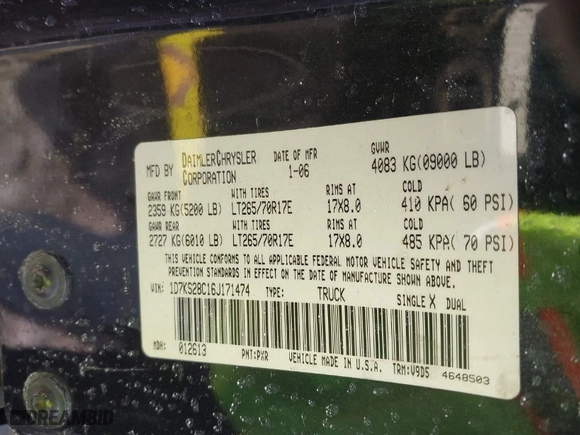 MFD BY DAIMLERCHRYSLER CORPORATION
DATE OF MFR 1-06
GVWR 4083 KG(09000 LB)
GAWR FRONT WITH TIRES RIMS AT COLD
2359 KG(5200 LB) LT265/70R17E 17X8.0 410 KPA( 60 PSI)
GAWR REAR WITH TIRES RIMS AT COLD
2727 KG(6010 LB) LT265/70R17E 17X8.0 485 KPA( 70 PSI)
THIS VEHICLE CONFORMS TO ALL APPLICABLE FEDERAL MOTOR VEHICLE SAFETY AND THEFT
PREVENTION STANDARDS IN EFFECT ON THE DATE OF MANUFACTURE SHOWN ABOVE.
VIN: 1D7KS28C16J171474 TYPE: TRUCK SINGLE X DUAL
MDH: 012613 PNT:PXR VEHICLE MADE IN U.S.A. TRM:V9D5 4648503
DREAMBID